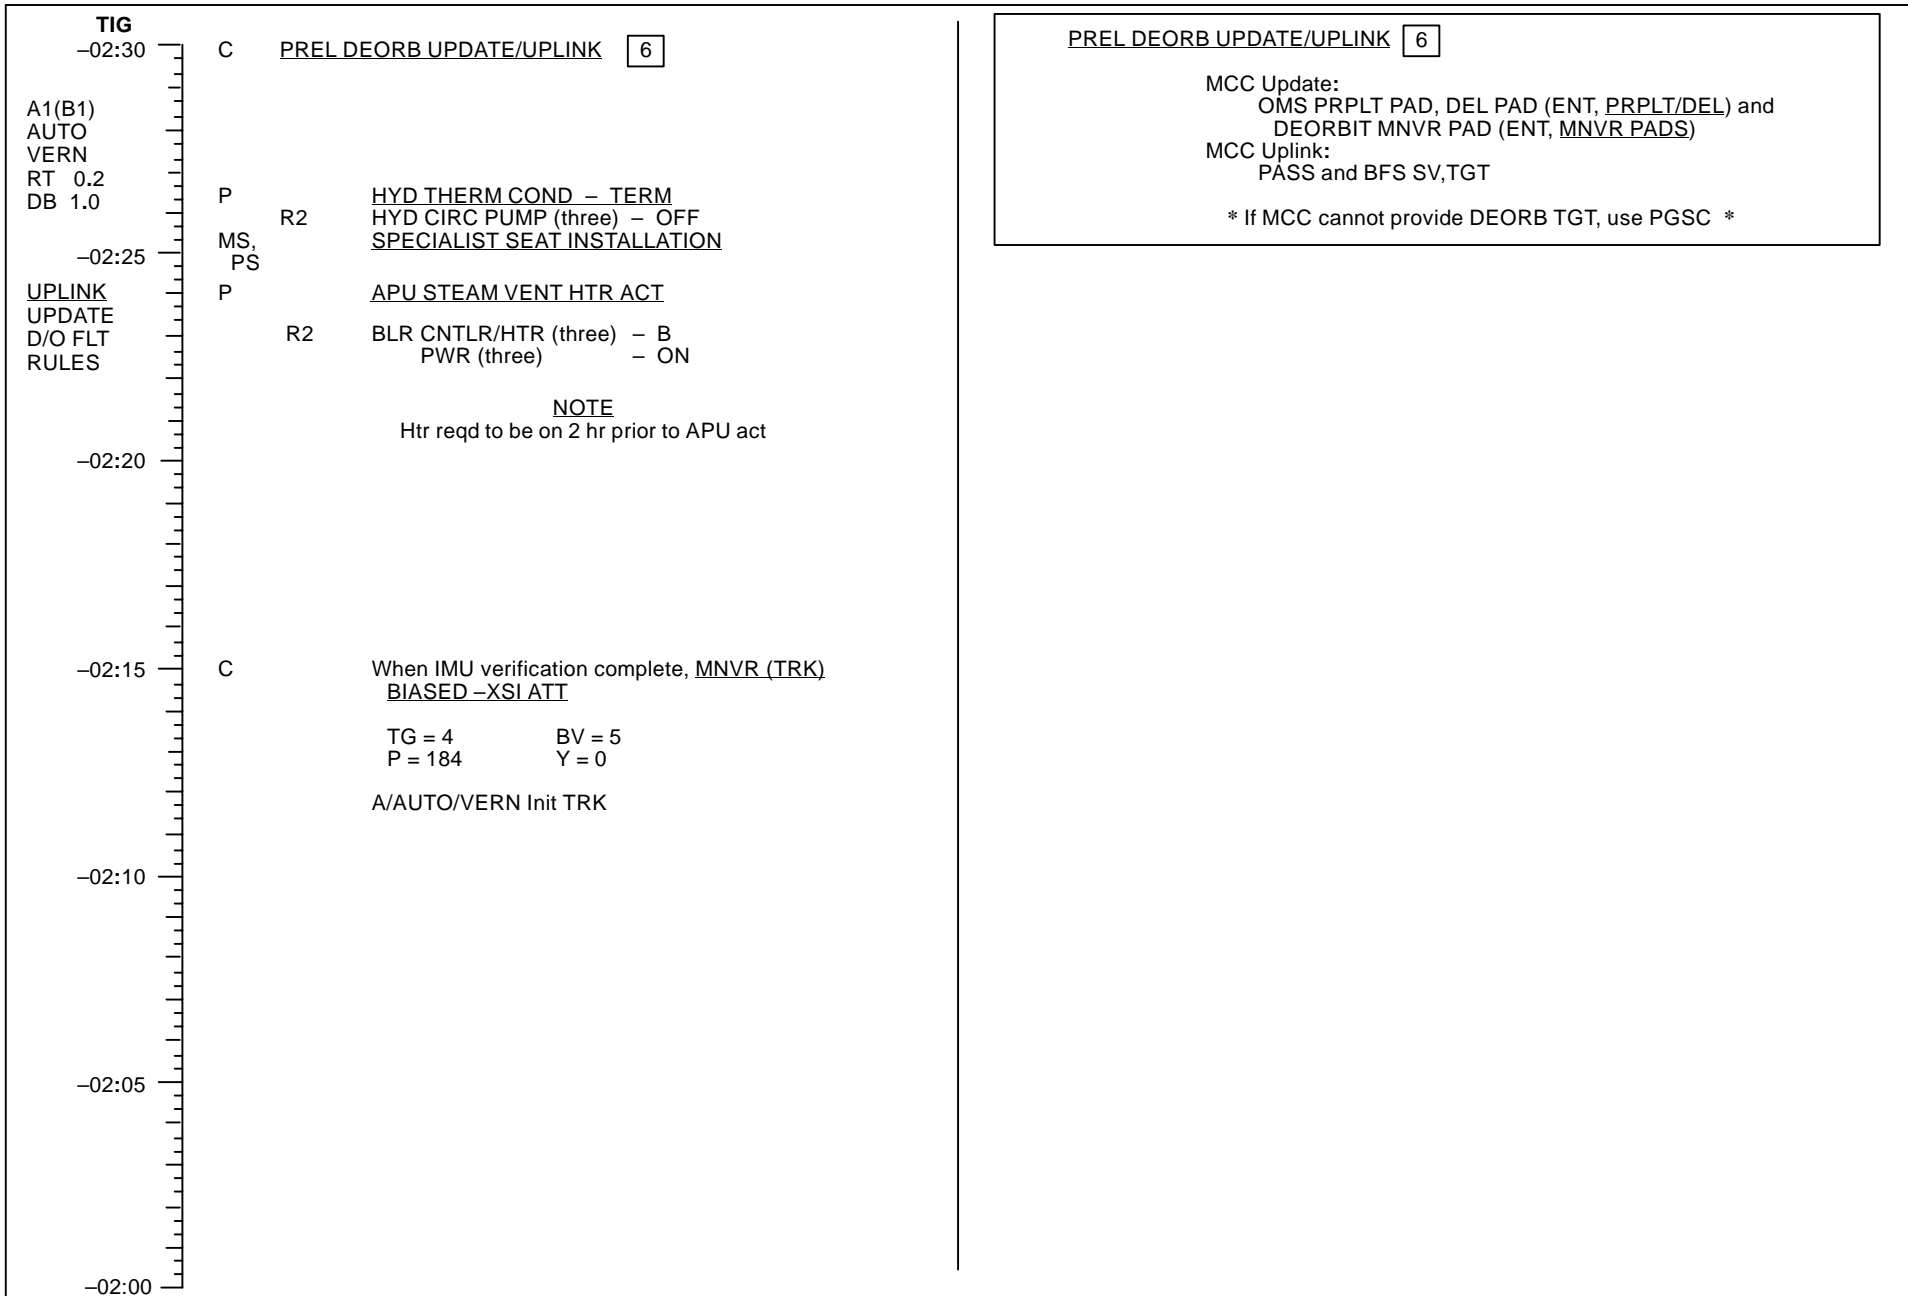 TIG
–02:30 C PREL DEORB UPDATE/UPLINK 6
A1(B1)
AUTO
VERN
RT 0.2
DB 1.0
P HYD THERM COND – TERM
R2 HYD CIRC PUMP (three) – OFF
MS, SPECIALIST SEAT INSTALLATION
–02:25 PS
UPLINK
UPDATE
D/O FLT
RULES
P APU STEAM VENT HTR ACT
R2 BLR CNTLR/HTR (three) – B
PWR (three) – ON
NOTE
Htr reqd to be on 2 hr prior to APU act
–02:20
–02:15 C When IMU verification complete, MNVR (TRK)
BIASED –XSI ATT
TG = 4 BV = 5
P = 184 Y = 0
A/AUTO/VERN Init TRK
–02:10
–02:05
–02:00
PREL DEORB UPDATE/UPLINK 6
MCC Update:
OMS PRPLT PAD, DEL PAD (ENT, PRPLT/DEL) and
DEORBIT MNVR PAD (ENT, MNVR PADS)
MCC Uplink:
PASS and BFS SV,TGT
* If MCC cannot provide DEORB TGT, use PGSC *